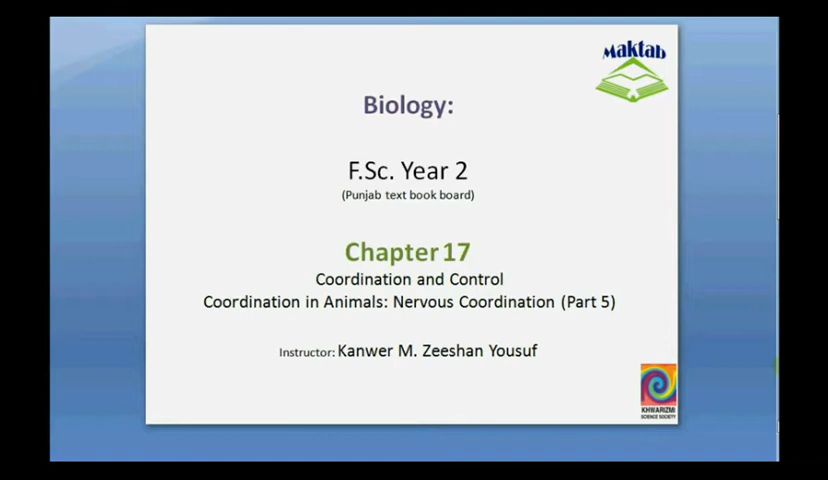 Maktab
Biology:
F.Sc. Year 2
(Punjab text book board)
Chapter 17
Coordination and Control
Coordination in Animals: Nervous Coordination (Part 5)
Instructor: Kanwer M. Zeeshan Yousuf
KHWARIZMI
SCIENCE SOCIETY